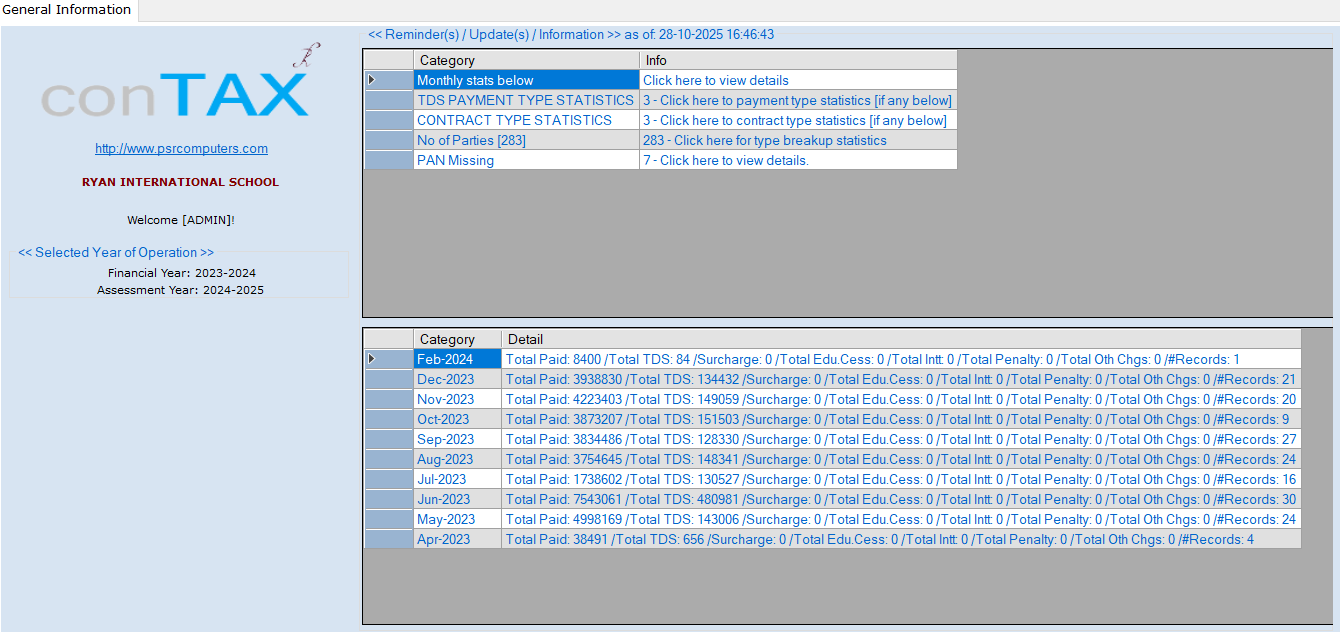 General Information
conTAX
http://www.psrcomputers.com
RYAN INTERNATIONAL SCHOOL
Welcome [ADMIN]!
<< Selected Year of Operation >>
Financial Year: 2023-2024
Assessment Year: 2024-2025
<< Reminder(s) / Update(s) / Information >> as of: 28-10-2025 16:46:43
Category Info
Monthly stats below Click here to view details
TDS PAYMENT TYPE STATISTICS 3 - Click here to payment type statistics [if any below]
CONTRACT TYPE STATISTICS 3 - Click here to contract type statistics [if any below]
No of Parties [283] 283 - Click here for type breakup statistics
PAN Missing 7 - Click here to view details.
Category Detail
Feb-2024 Total Paid: 8400 /Total TDS: 84 /Surcharge: 0 /Total Edu.Cess: 0 /Total Intt: 0 /Total Penalty: 0 /Total Oth Chgs: 0 /#Records: 1
Dec-2023 Total Paid: 3938830 /Total TDS: 134432 /Surcharge: 0 /Total Edu.Cess: 0 /Total Intt: 0 /Total Penalty: 0 /Total Oth Chgs: 0 /#Records: 21
Nov-2023 Total Paid: 4223403 /Total TDS: 149059 /Surcharge: 0 /Total Edu.Cess: 0 /Total Intt: 0 /Total Penalty: 0 /Total Oth Chgs: 0 /#Records: 20
Oct-2023 Total Paid: 3873207 /Total TDS: 151503 /Surcharge: 0 /Total Edu.Cess: 0 /Total Intt: 0 /Total Penalty: 0 /Total Oth Chgs: 0 /#Records: 9
Sep-2023 Total Paid: 3834486 /Total TDS: 128330 /Surcharge: 0 /Total Edu.Cess: 0 /Total Intt: 0 /Total Penalty: 0 /Total Oth Chgs: 0 /#Records: 27
Aug-2023 Total Paid: 3754645 /Total TDS: 148341 /Surcharge: 0 /Total Edu.Cess: 0 /Total Intt: 0 /Total Penalty: 0 /Total Oth Chgs: 0 /#Records: 24
Jul-2023 Total Paid: 1738602 /Total TDS: 130527 /Surcharge: 0 /Total Edu.Cess: 0 /Total Intt: 0 /Total Penalty: 0 /Total Oth Chgs: 0 /#Records: 16
Jun-2023 Total Paid: 7543061 /Total TDS: 480981 /Surcharge: 0 /Total Edu.Cess: 0 /Total Intt: 0 /Total Penalty: 0 /Total Oth Chgs: 0 /#Records: 30
May-2023 Total Paid: 4998169 /Total TDS: 143006 /Surcharge: 0 /Total Edu.Cess: 0 /Total Intt: 0 /Total Penalty: 0 /Total Oth Chgs: 0 /#Records: 24
Apr-2023 Total Paid: 38491 /Total TDS: 656 /Surcharge: 0 /Total Edu.Cess: 0 /Total Intt: 0 /Total Penalty: 0 /Total Oth Chgs: 0 /#Records: 4